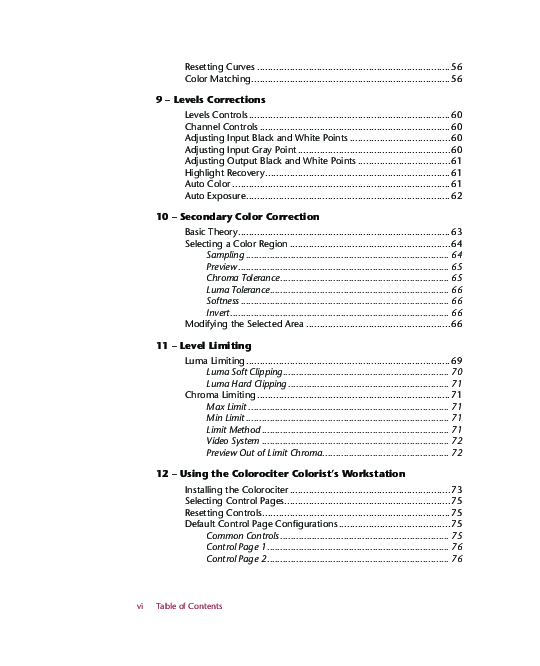 Resetting Curves ........................................................................56
Color Matching..........................................................................56
9 – Levels Corrections
Levels Controls ...........................................................................60
Channel Controls .......................................................................60
Adjusting Input Black and White Points ......................................60
Adjusting Input Gray Point .........................................................60
Adjusting Output Black and White Points ...................................61
Highlight Recovery.....................................................................61
Auto Color .................................................................................61
Auto Exposure............................................................................62
10 – Secondary Color Correction
Basic Theory...............................................................................63
Selecting a Color Region ............................................................64
Sampling ............................................................................ 64
Preview............................................................................... 65
Chroma Tolerance............................................................... 65
Luma Tolerance................................................................... 66
Softness .............................................................................. 66
Invert.................................................................................. 66
Modifying the Selected Area ......................................................66
11 – Level Limiting
Luma Limiting ............................................................................69
Luma Soft Clipping.............................................................. 70
Luma Hard Clipping ............................................................ 71
Chroma Limiting.........................................................................71
Max Limit ........................................................................... 71
Min Limit ............................................................................ 71
Limit Method ...................................................................... 71
Video System ...................................................................... 72
Preview Out of Limit Chroma............................................... 72
12 – Using the Colorociter Colorist's Workstation
Installing the Colorociter ............................................................73
Selecting Control Pages..............................................................75
Resetting Controls......................................................................75
Default Control Page Configurations ..........................................75
Common Controls ............................................................... 75
Control Page 1 .................................................................... 76
Control Page 2 .................................................................... 76
vi Table of Contents